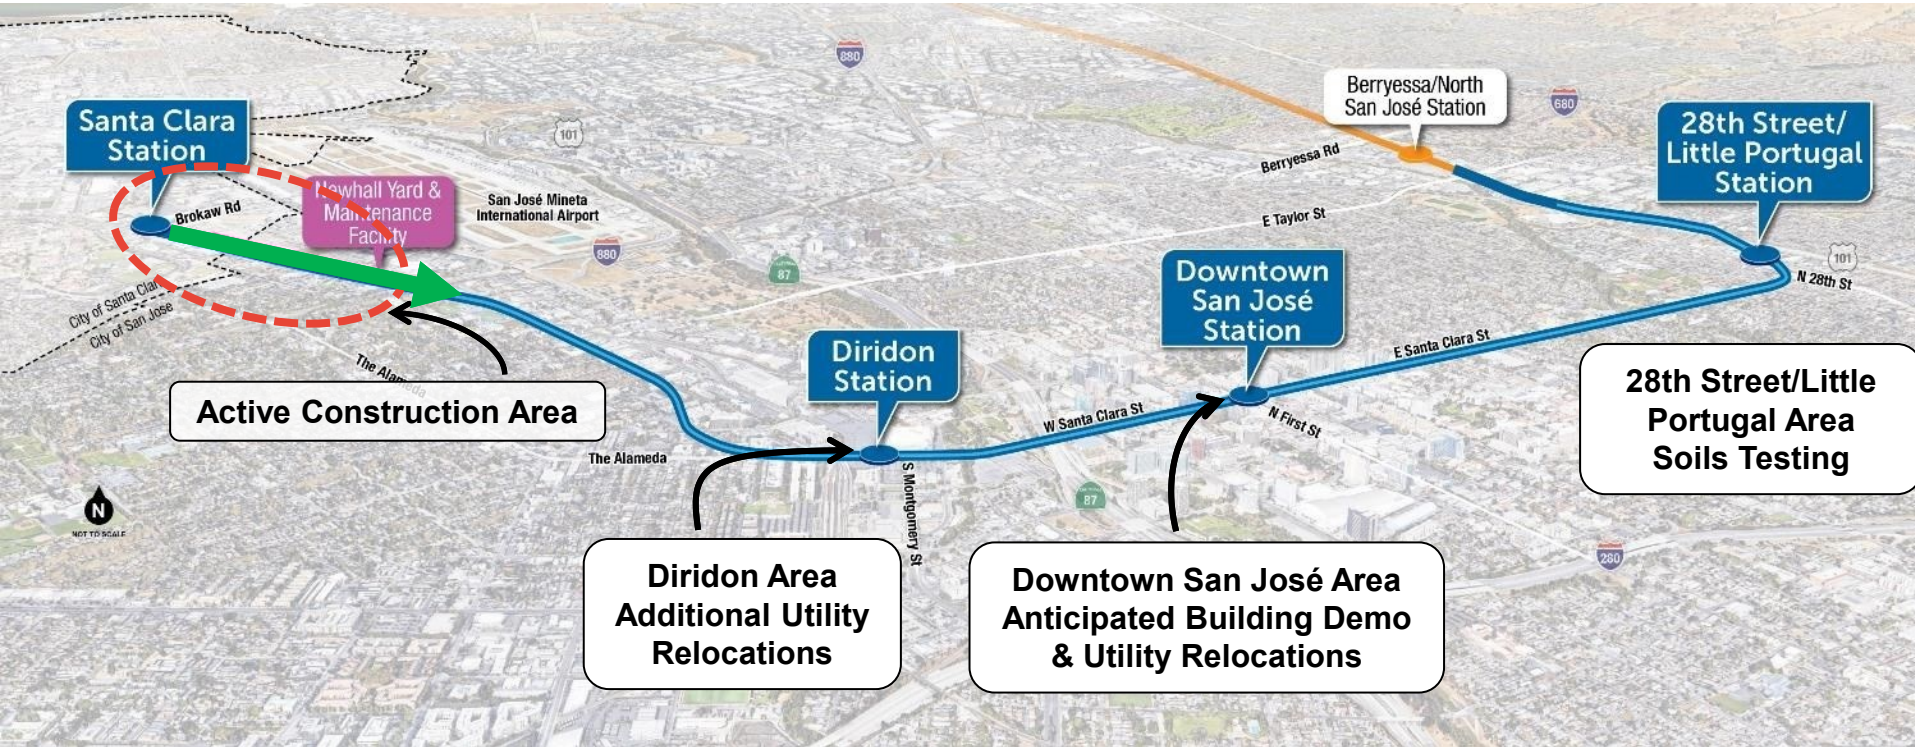 880
Berryessa/North
San José Station
680
Santa Clara
Station
101
28th Street/
Little Portugal
Station
Berryessa Rd
Newhall Yard &
Maintenance
Facility
San José Mineta
International Airport
Brokaw Rd
E Taylor St
880
87
101
N 28th St
Downtown
San José
Station
City of Santa Clar
City of San Jose
Diridon
Station
E Santa Clara St
The Alameda
Active Construction Area
W Santa Clara St
N First St
28th Street/Little
Portugal Area
Soils Testing
The Alameda
S Montgomery St
87
N
NOT TO SCALE
280
Diridon Area
Additional Utility
Relocations
Downtown San José Area
Anticipated Building Demo
& Utility Relocations